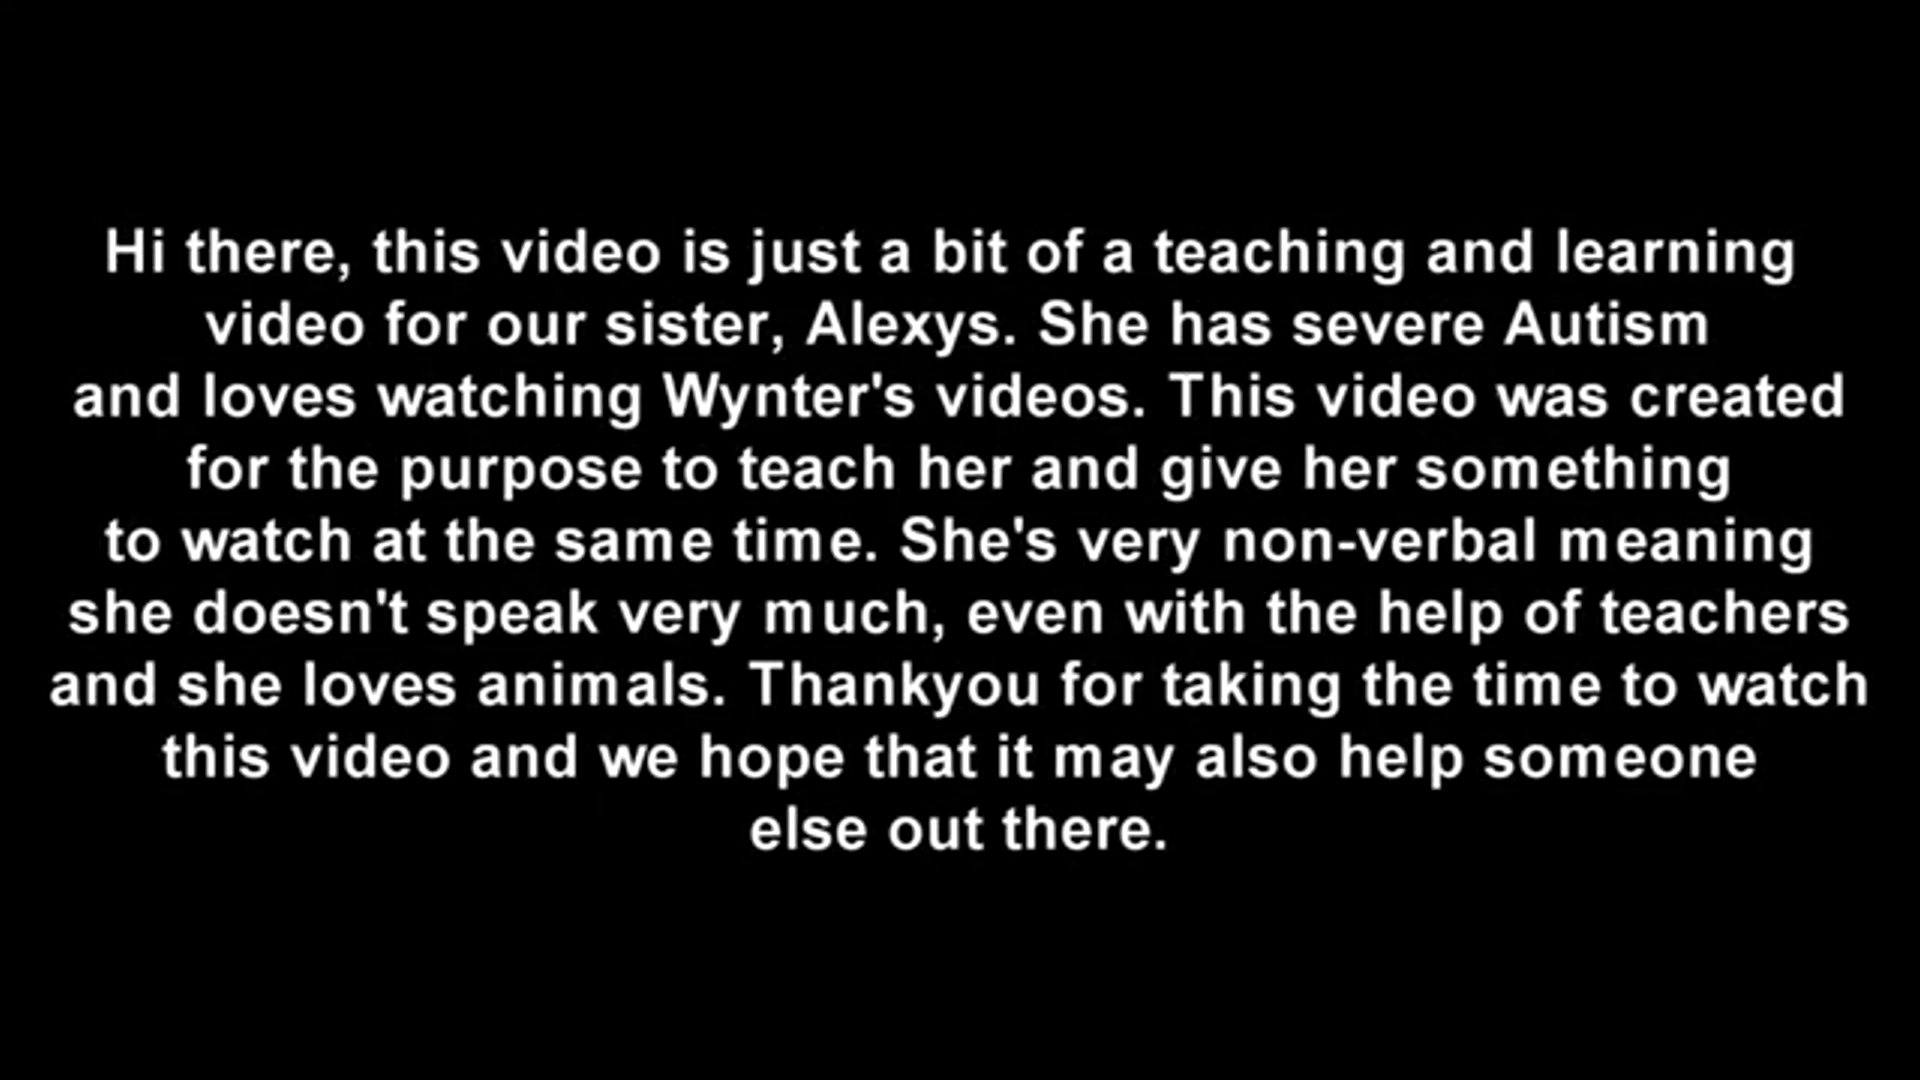 Hi there, this video is just a bit of a teaching and learning
video for our sister, Alexys. She has severe Autism
and loves watching Wynter's videos. This video was created
for the purpose to teach her and give her something
to watch at the same time. She's very non-verbal meaning
she doesn't speak very much, even with the help of teachers
and she loves animals. Thankyou for taking the time to watch
this video and we hope that it may also help someone
else out there.